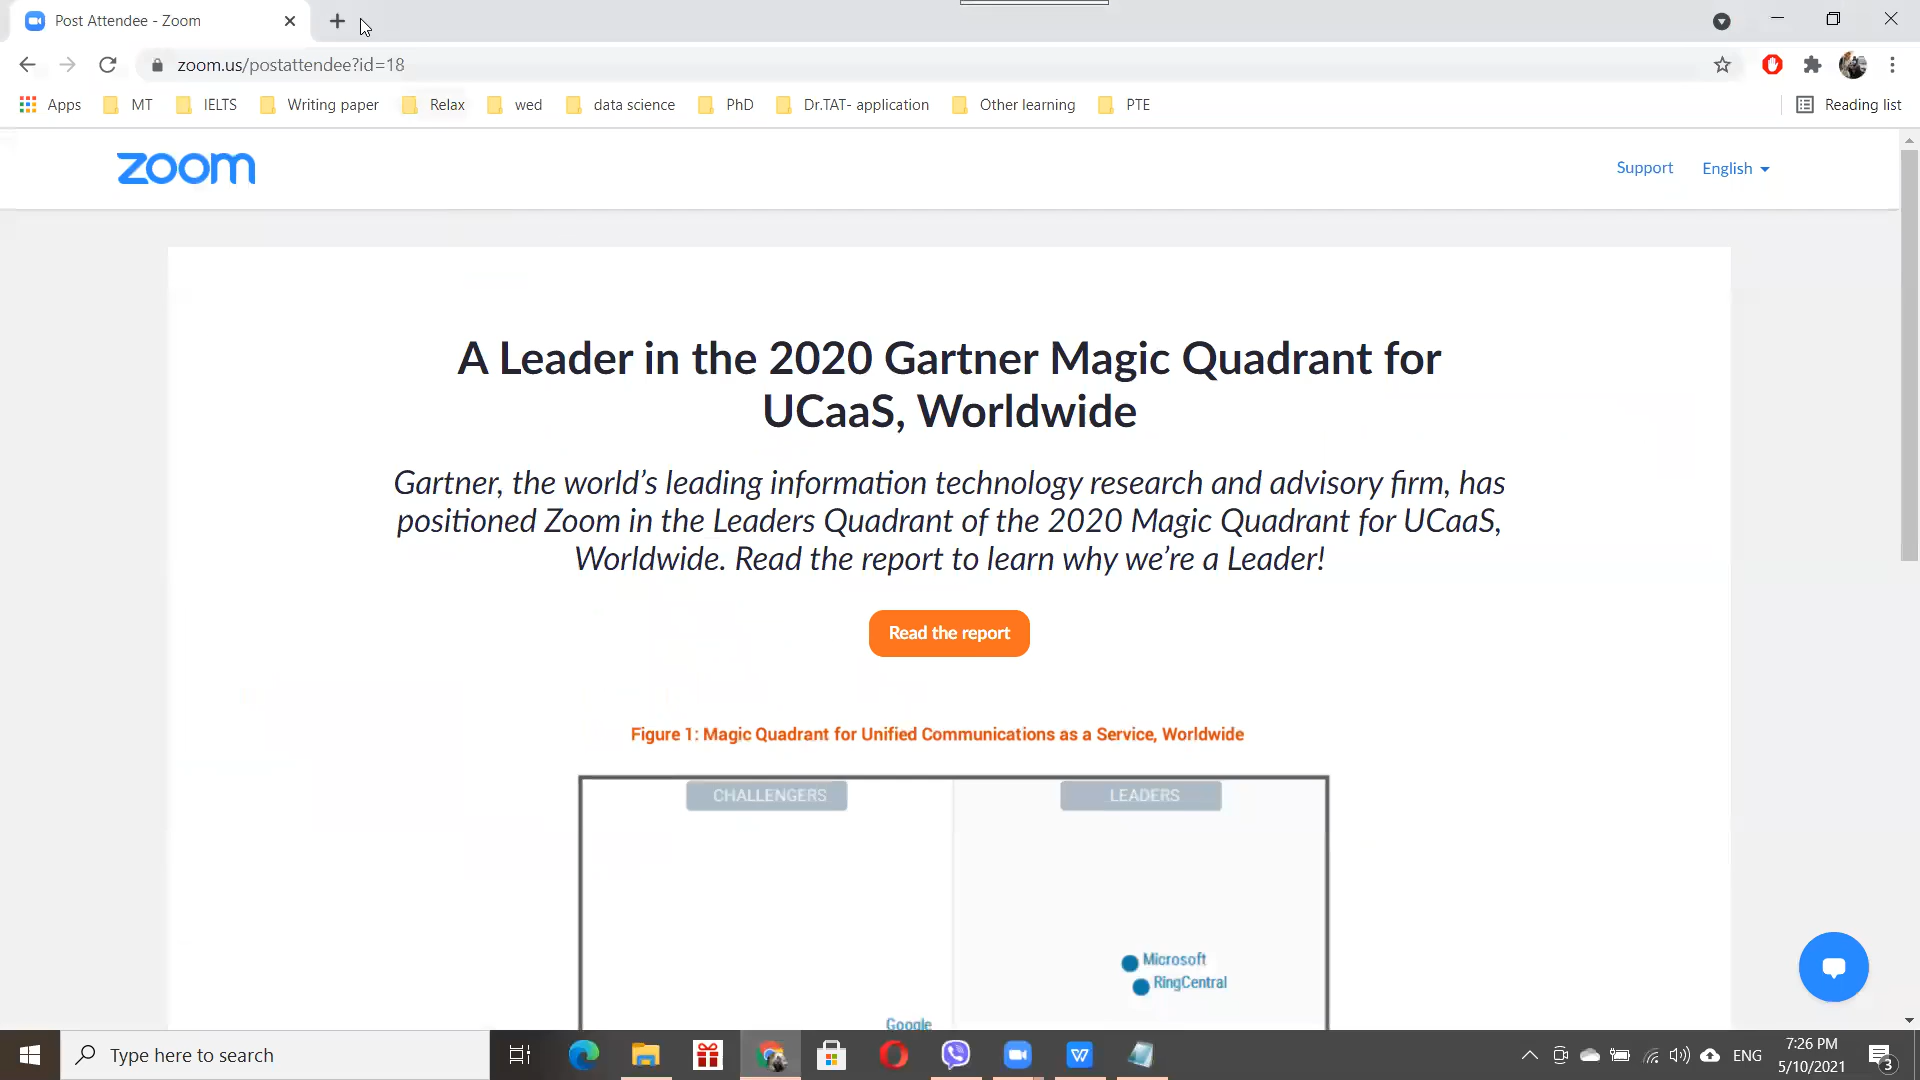 Post Attendee - Zoom
zoom.us/postattendee?id=18
Apps MT IELTS Writing paper Relax wed data science PhD Dr.TAT- application Other learning PTE Reading list
zoom Support English
A Leader in the 2020 Gartner Magic Quadrant for
UCaaS, Worldwide
Gartner, the world's leading information technology research and advisory firm, has
positioned Zoom in the Leaders Quadrant of the 2020 Magic Quadrant for UCaaS,
Worldwide. Read the report to learn why we're a Leader!
Read the report
Figure 1: Magic Quadrant for Unified Communications as a Service, Worldwide
CHALLENGERS LEADERS
Microsoft
RingCentral
Google
Type here to search
ENG
7:26 PM
5/10/2021
3